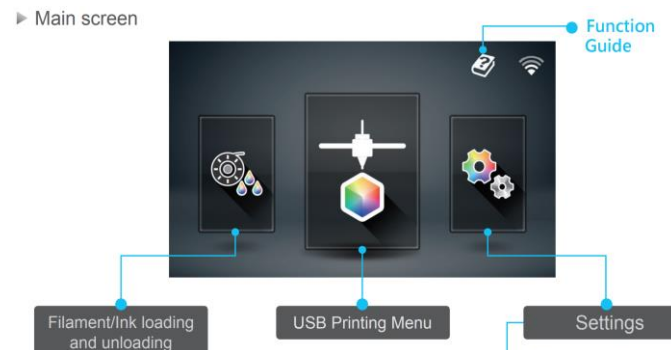 Main screen
Function
Guide
?
Filament/Ink loading
and unloading
USB Printing Menu
Settings